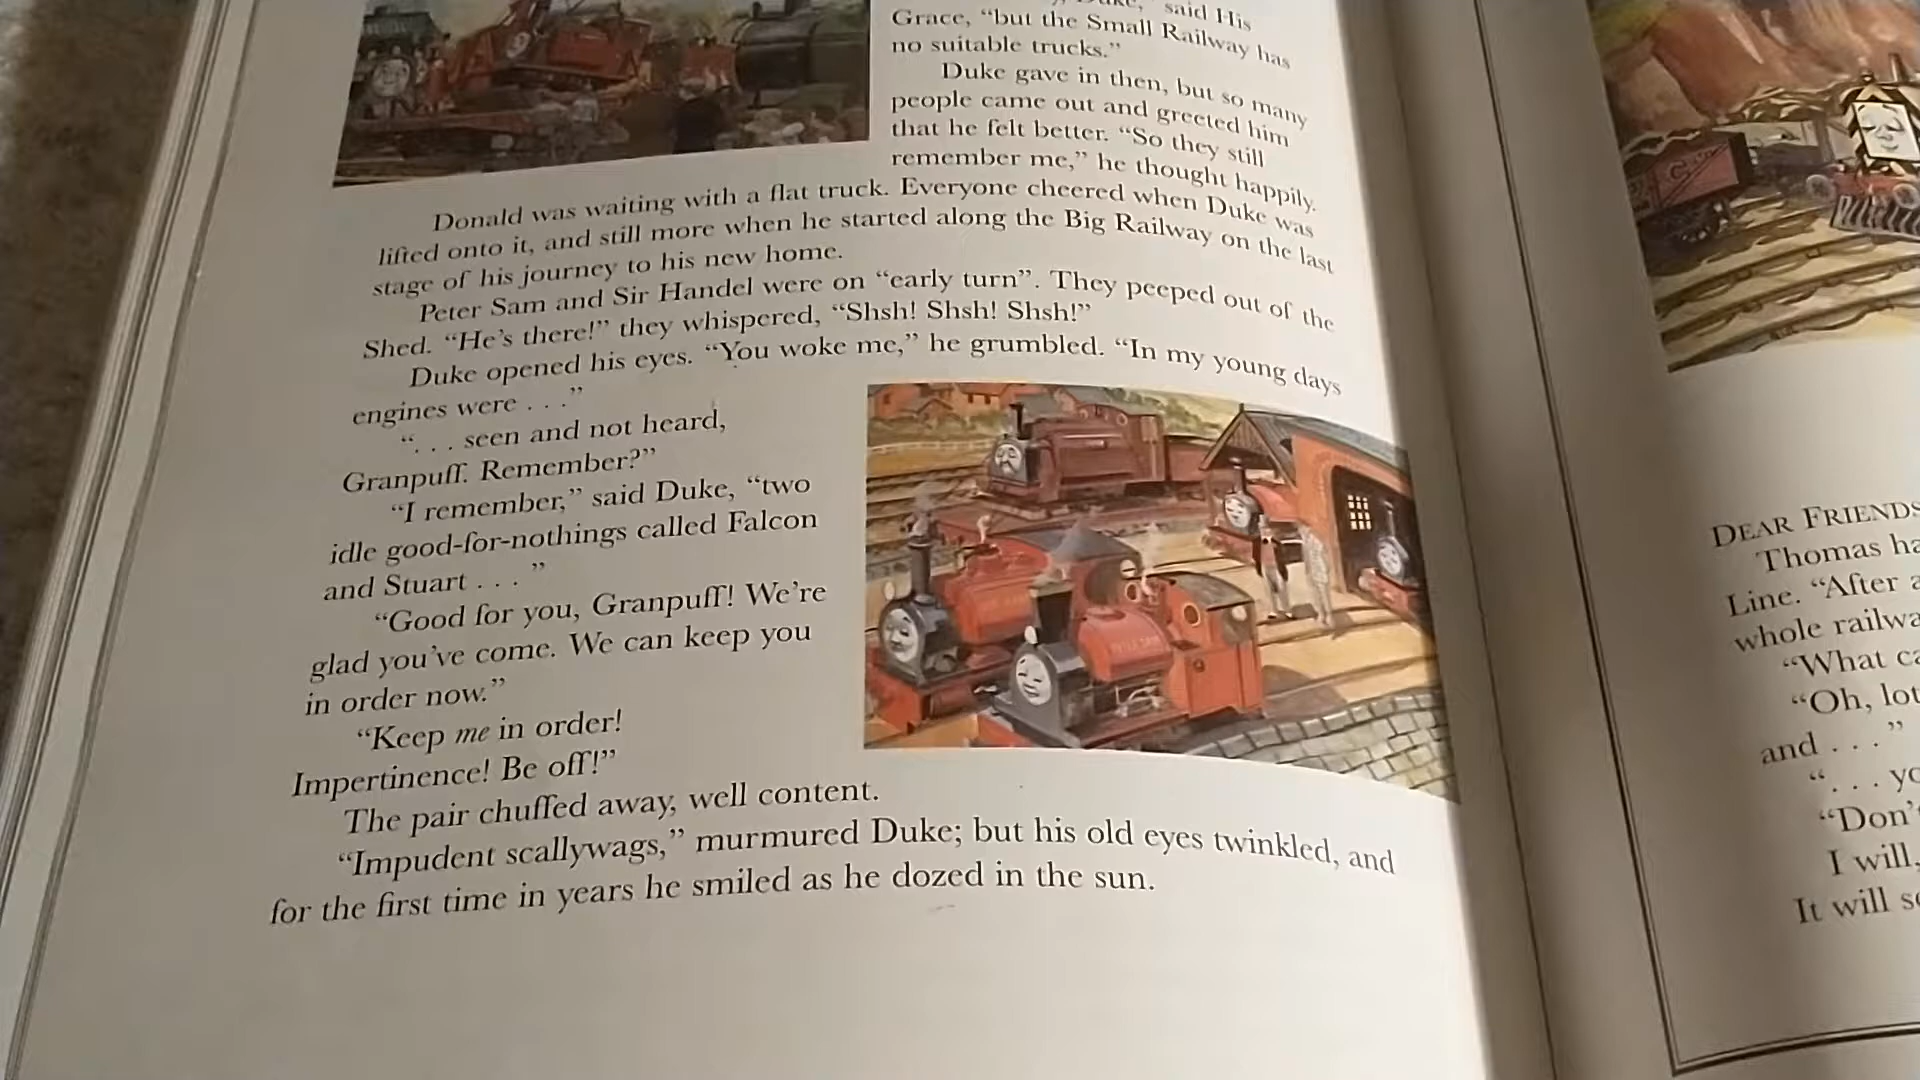 Duke," said His
Grace, "but the Small Railway has
no suitable trucks."
Duke gave in then, but so many
people came out and greeted him
that he felt better. "So they still
remember me," he thought happily.
Donald was waiting with a flat truck. Everyone cheered when Duke was
lifted onto it, and still more when he started along the Big Railway on the last
stage of his journey to his new home.
Peter Sam and Sir Handel were on "early turn". They peeped out of the
Shed. "He's there!" they whispered, "Shsh! Shsh! Shsh!"
Duke opened his eyes. "You woke me," he grumbled. "In my young days
engines were . . ."
". . . seen and not heard,
Granpuff. Remember?"
"I remember," said Duke, "two
idle good-for-nothings called Falcon
and Stuart . . . "
"Good for you, Granpuff! We're
glad you've come. We can keep you
in order now."
"Keep me in order!
Impertinence! Be off!"
The pair chuffed away, well content.
"Impudent scallywags," murmured Duke; but his old eyes twinkled, and
for the first time in years he smiled as he dozed in the sun.
DEAR FRIENDS
Thomas ha
Line. "After a
whole railwa
"What ca
"Oh, lot
and . . . "
". . . yo
"Don't
I will,
It will so